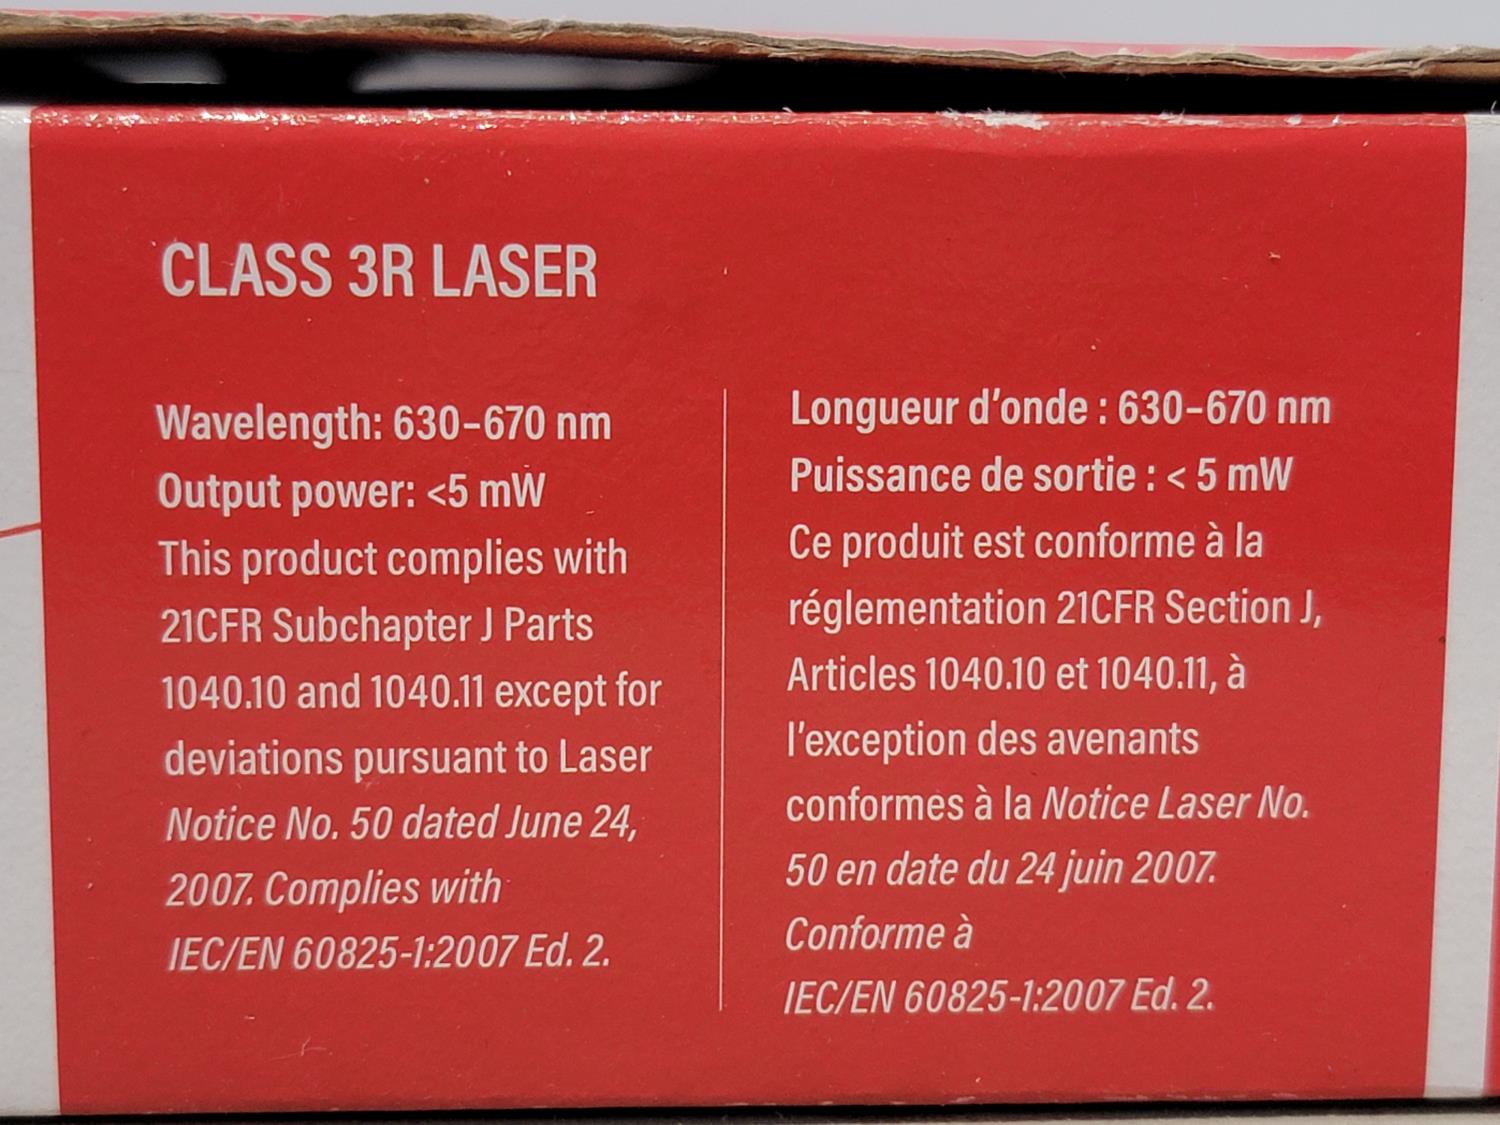 CLASS 3R LASER
Wavelength: 630–670 nm
Output power: <5 mW
This product complies with
21CFR Subchapter J Parts
1040.10 and 1040.11 except for
deviations pursuant to Laser
Notice No. 50 dated June 24,
2007. Complies with
IEC/EN 60825-1:2007 Ed. 2.
Longueur d’onde : 630–670 nm
Puissance de sortie : < 5 mW
Ce produit est conforme à la
réglementation 21CFR Section J,
Articles 1040.10 et 1040.11, à
l’exception des avenants
conformes à la Notice Laser No.
50 en date du 24 juin 2007.
Conforme à
IEC/EN 60825-1:2007 Ed. 2.